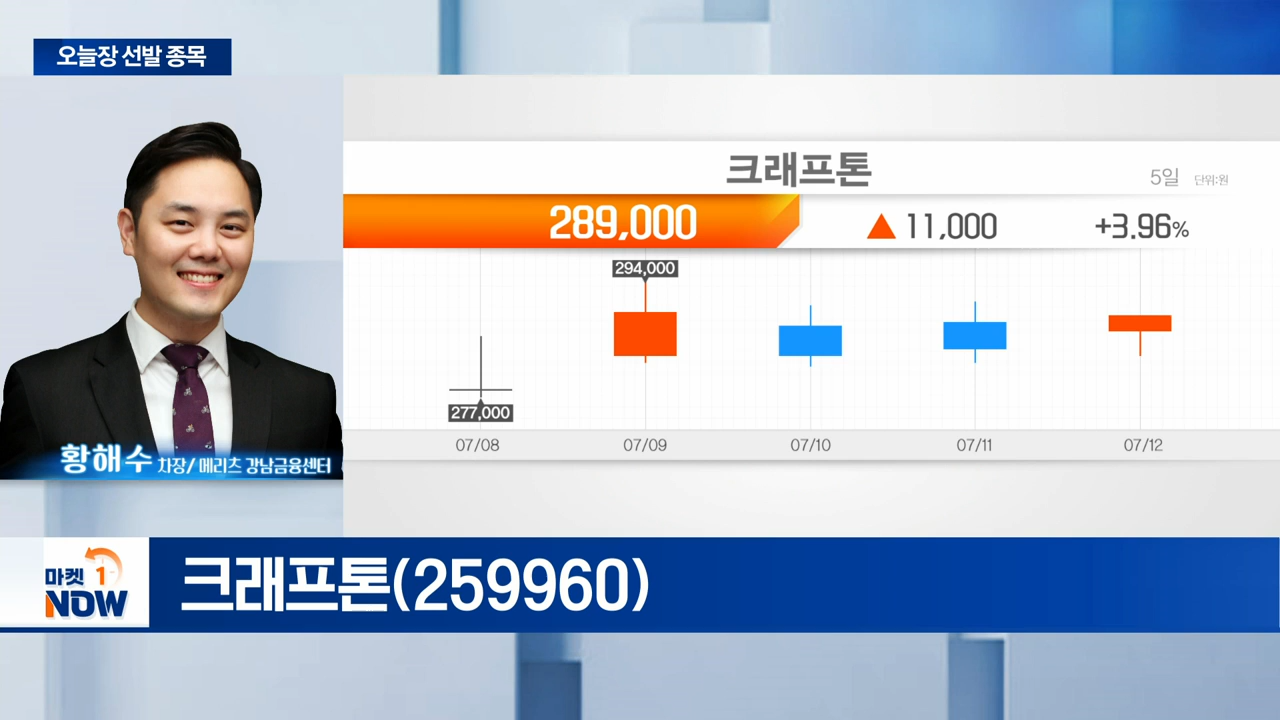 오늘장 선발 종목
크래프톤
5일 단위:원
289,000 ▲ 11,000 +3.96%
294,000
277,000
07/08 07/09 07/10 07/11 07/12
황해수 차장/ 메리츠 강남금융센터
마켓 1
NOW
크래프톤(259960)